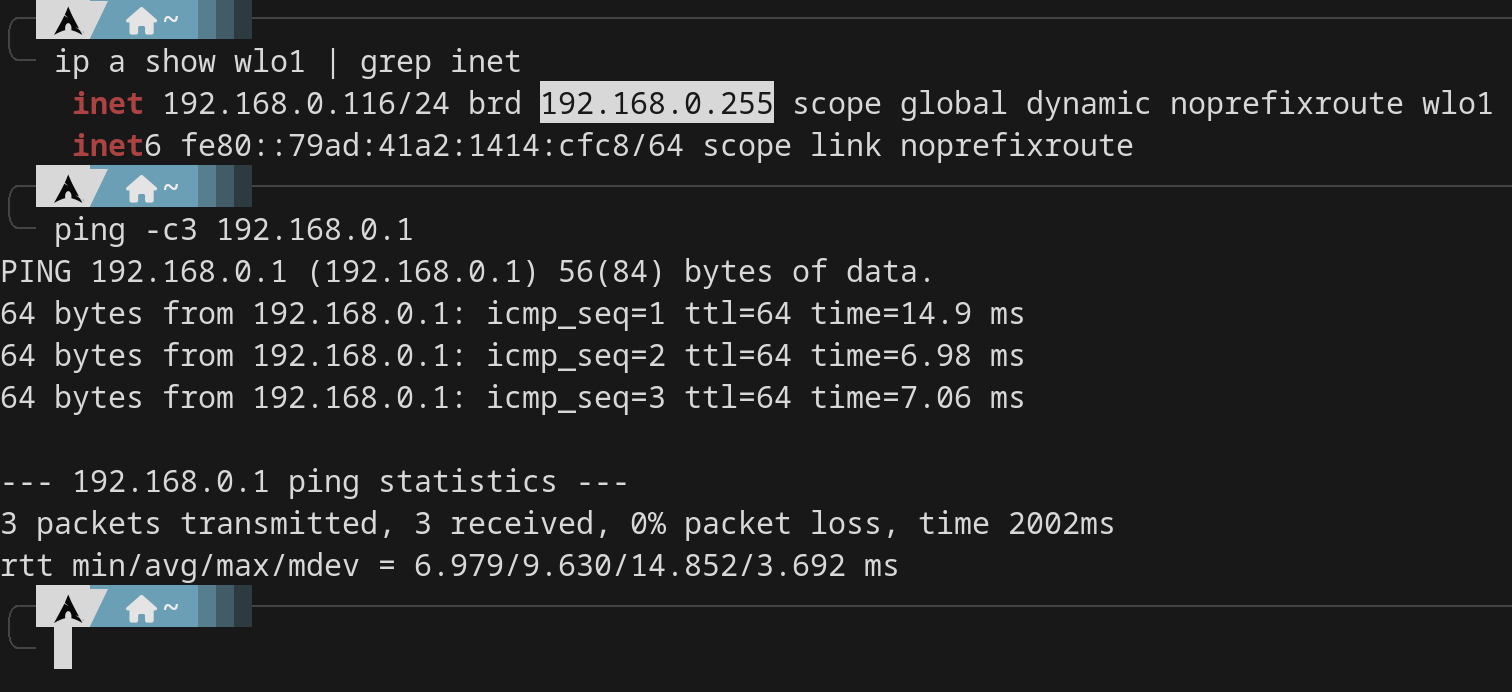 ~
ip a show wlo1 | grep inet
inet 192.168.0.116/24 brd 192.168.0.255 scope global dynamic noprefixroute wlo1
inet6 fe80::79ad:41a2:1414:cfc8/64 scope link noprefixroute
~
ping -c3 192.168.0.1
PING 192.168.0.1 (192.168.0.1) 56(84) bytes of data.
64 bytes from 192.168.0.1: icmp_seq=1 ttl=64 time=14.9 ms
64 bytes from 192.168.0.1: icmp_seq=2 ttl=64 time=6.98 ms
64 bytes from 192.168.0.1: icmp_seq=3 ttl=64 time=7.06 ms
--- 192.168.0.1 ping statistics ---
3 packets transmitted, 3 received, 0% packet loss, time 2002ms
rtt min/avg/max/mdev = 6.979/9.630/14.852/3.692 ms
~